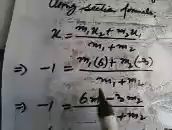 Using section formula,
x = m₁x₂ + m₂x₁ / m₁ + m₂
⇒ -1 = m₁(6) + m₂(-3) / m₁ + m₂
⇒ -1 = 6m₁ - 3m₂ / m₁ + m₂